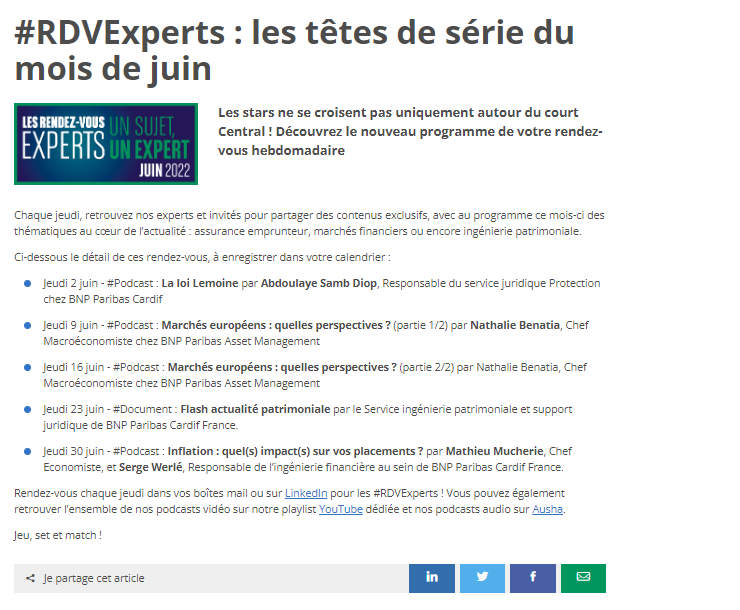 #RDVExperts : les têtes de série du
mois de juin
LES RENDEZ-VOUS
EXPERTS
UN SUJET,
UN EXPERT
JUIN 2022
Les stars ne se croisent pas uniquement autour du court
Central ! Découvrez le nouveau programme de votre rendez-
vous hebdomadaire
Chaque jeudi, retrouvez nos experts et invités pour partager des contenus exclusifs, avec au programme ce mois-ci des
thématiques au cœur de l'actualité : assurance emprunteur, marchés financiers ou encore ingénierie patrimoniale.
Ci-dessous le détail de ces rendez-vous, à enregistrer dans votre calendrier :
Jeudi 2 juin - #Podcast : La loi Lemoine par Abdoulaye Samb Diop, Responsable du service juridique Protection
chez BNP Paribas Cardif
Jeudi 9 juin - #Podcast : Marchés européens : quelles perspectives ? (partie 1/2) par Nathalie Benatia, Chef
Macroéconomiste chez BNP Paribas Asset Management
Jeudi 16 juin - #Podcast : Marchés européens : quelles perspectives ? (partie 2/2) par Nathalie Benatia, Chef
Macroéconomiste chez BNP Paribas Asset Management
Jeudi 23 juin - #Document : Flash actualité patrimoniale par le Service ingénierie patrimoniale et support
juridique de BNP Paribas Cardif France.
Jeudi 30 juin - #Podcast : Inflation : quel(s) impact(s) sur vos placements ? par Mathieu Mucherie, Chef
Economiste, et Serge Werlé, Responsable de l'ingénierie financière au sein de BNP Paribas Cardif France.
Rendez-vous chaque jeudi dans vos boîtes mail ou sur LinkedIn pour les #RDVExperts ! Vous pouvez également
retrouver l'ensemble de nos podcasts vidéo sur notre playlist YouTube dédiée et nos podcasts audio sur Ausha.
Jeu, set et match !
Je partage cet article